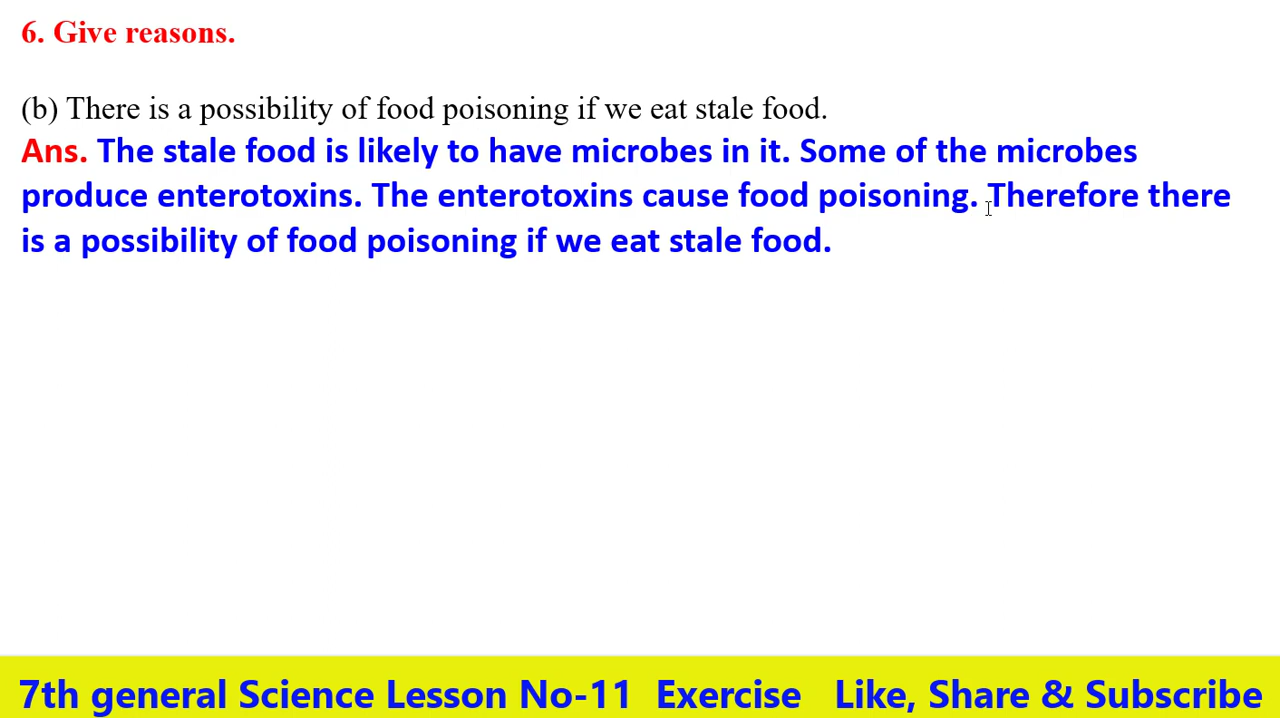 6. Give reasons.
(b) There is a possibility of food poisoning if we eat stale food.
Ans. The stale food is likely to have microbes in it. Some of the microbes
produce enterotoxins. The enterotoxins cause food poisoning. Therefore there
is a possibility of food poisoning if we eat stale food.
7th general Science Lesson No-11 Exercise Like, Share & Subscribe